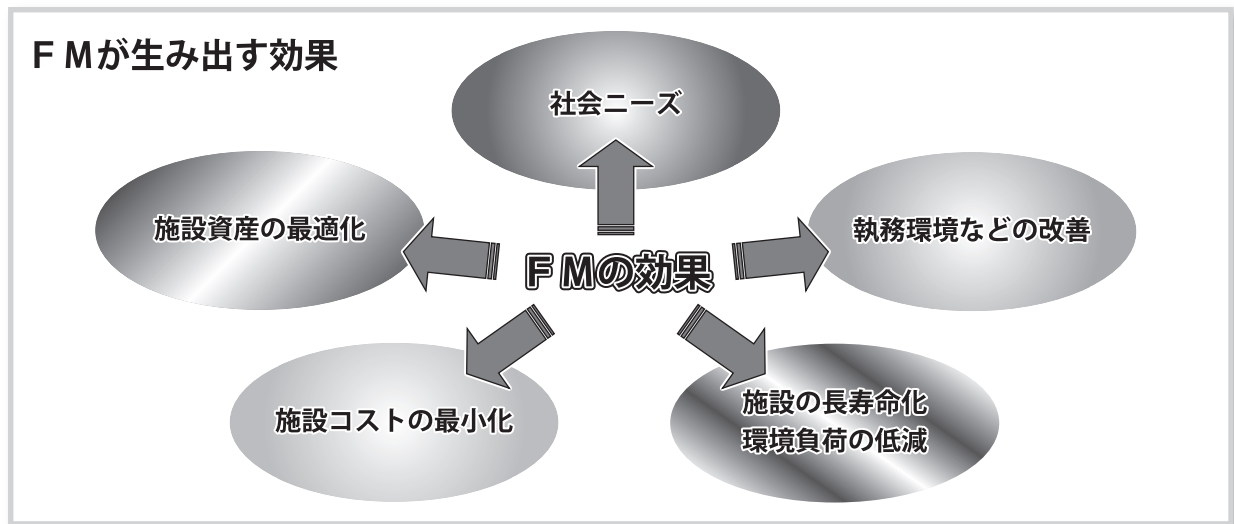 ＦＭが生み出す効果
社会ニーズ
施設資産の最適化
執務環境などの改善
ＦＭの効果
施設コストの最小化
施設の長寿命化
環境負荷の低減